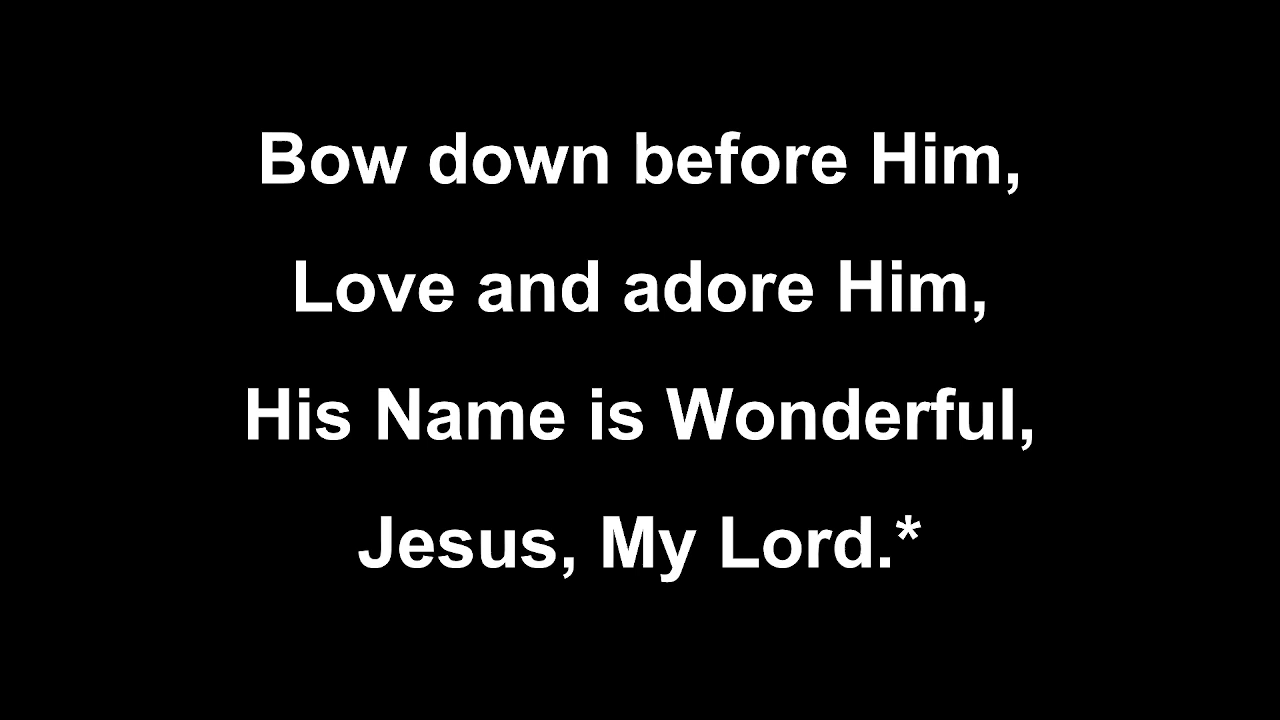 Bow down before Him,
Love and adore Him,
His Name is Wonderful,
Jesus, My Lord.*